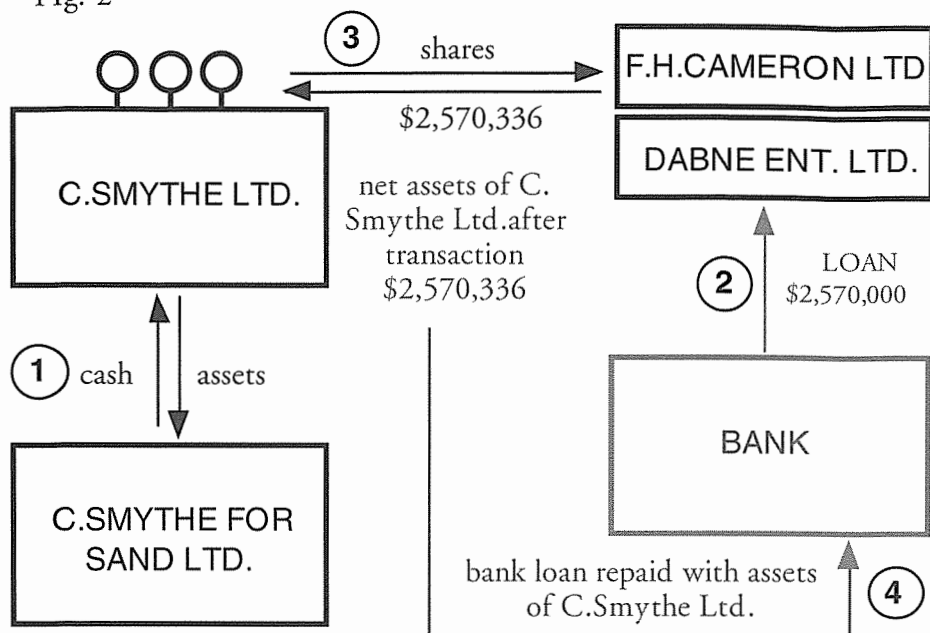 Fig. 2
3
shares
$2,570,336
F.H.CAMERON LTD
DABNE ENT. LTD.
C.SMYTHE LTD.
net assets of C.
Smythe Ltd.after
transaction
$2,570,336
2
LOAN
$2,570,000
1
cash
assets
BANK
C.SMYTHE FOR
SAND LTD.
bank loan repaid with assets
of C.Smythe Ltd.
4